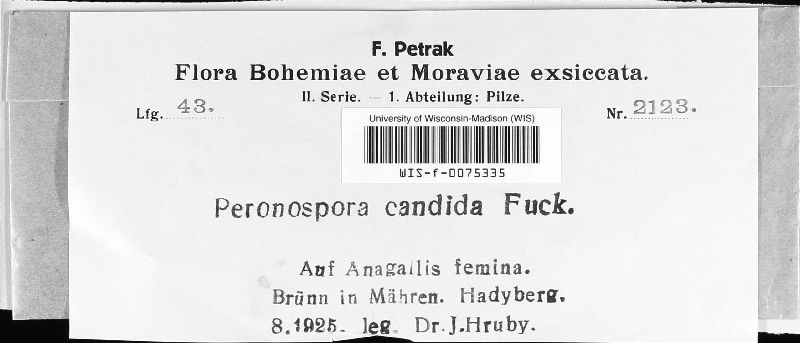 F. Petrak
Flora Bohemiae et Moraviae exsiccata.
II. Serie. — 1. Abteilung: Pilze.
Lfg. 43. Nr. 2123.
University of Wisconsin-Madison (WIS)
WIS-f-0075335
Peronospora candida Fuck.
Auf Anagallis femina.
Brünn in Mähren. Hadyberg.
8.1925. leg. Dr.J.Hruby.